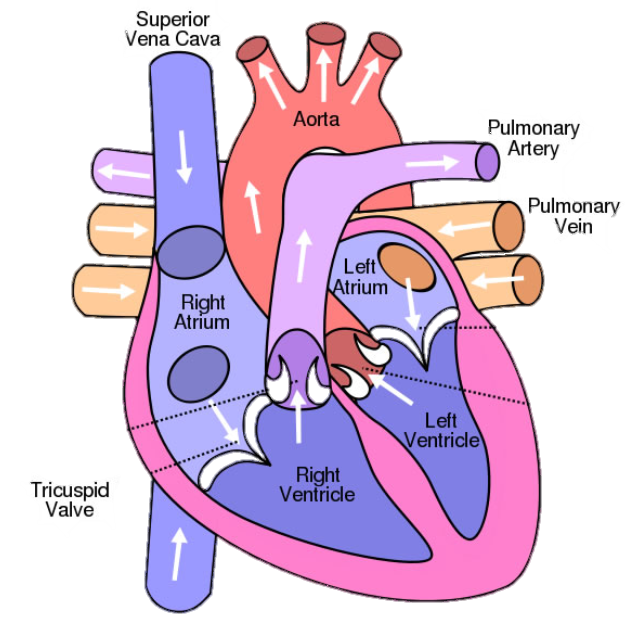 Superior
Vena Cava
Aorta
Pulmonary
Artery
Pulmonary
Vein
Left
Atrium
Right
Atrium
Left
Ventricle
Right
Ventricle
Tricuspid
Valve